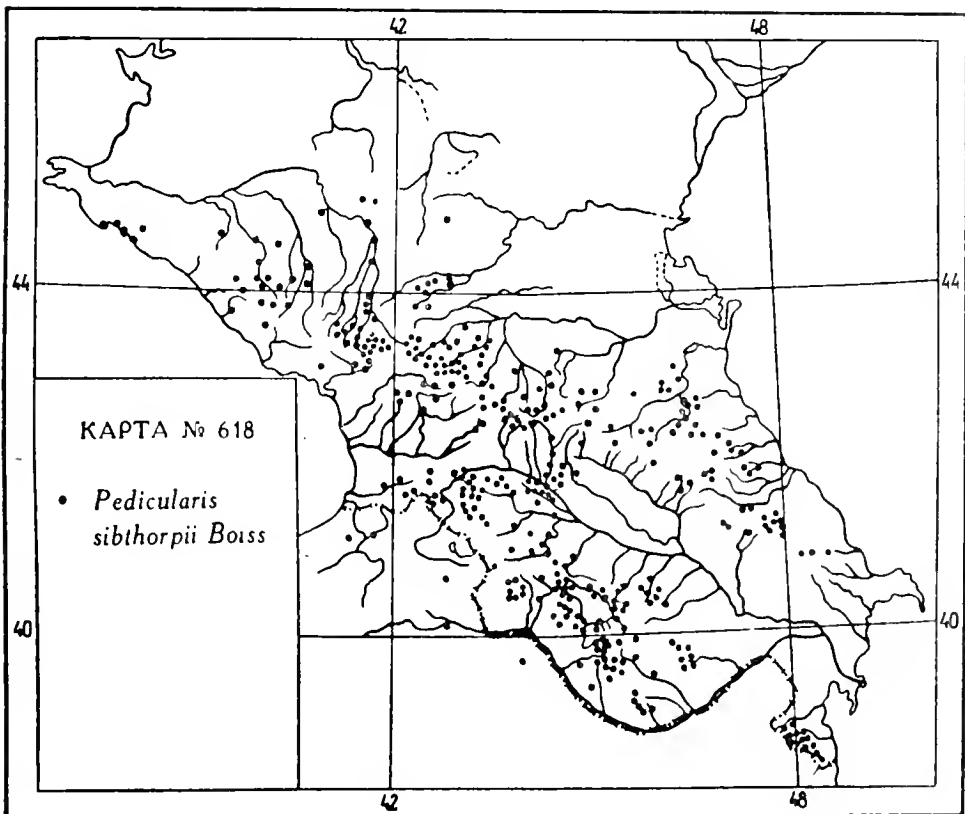 42 48
44 44
КАРТА № 618
• Pedicularis
sibthorpii Boiss
40 40
42 48